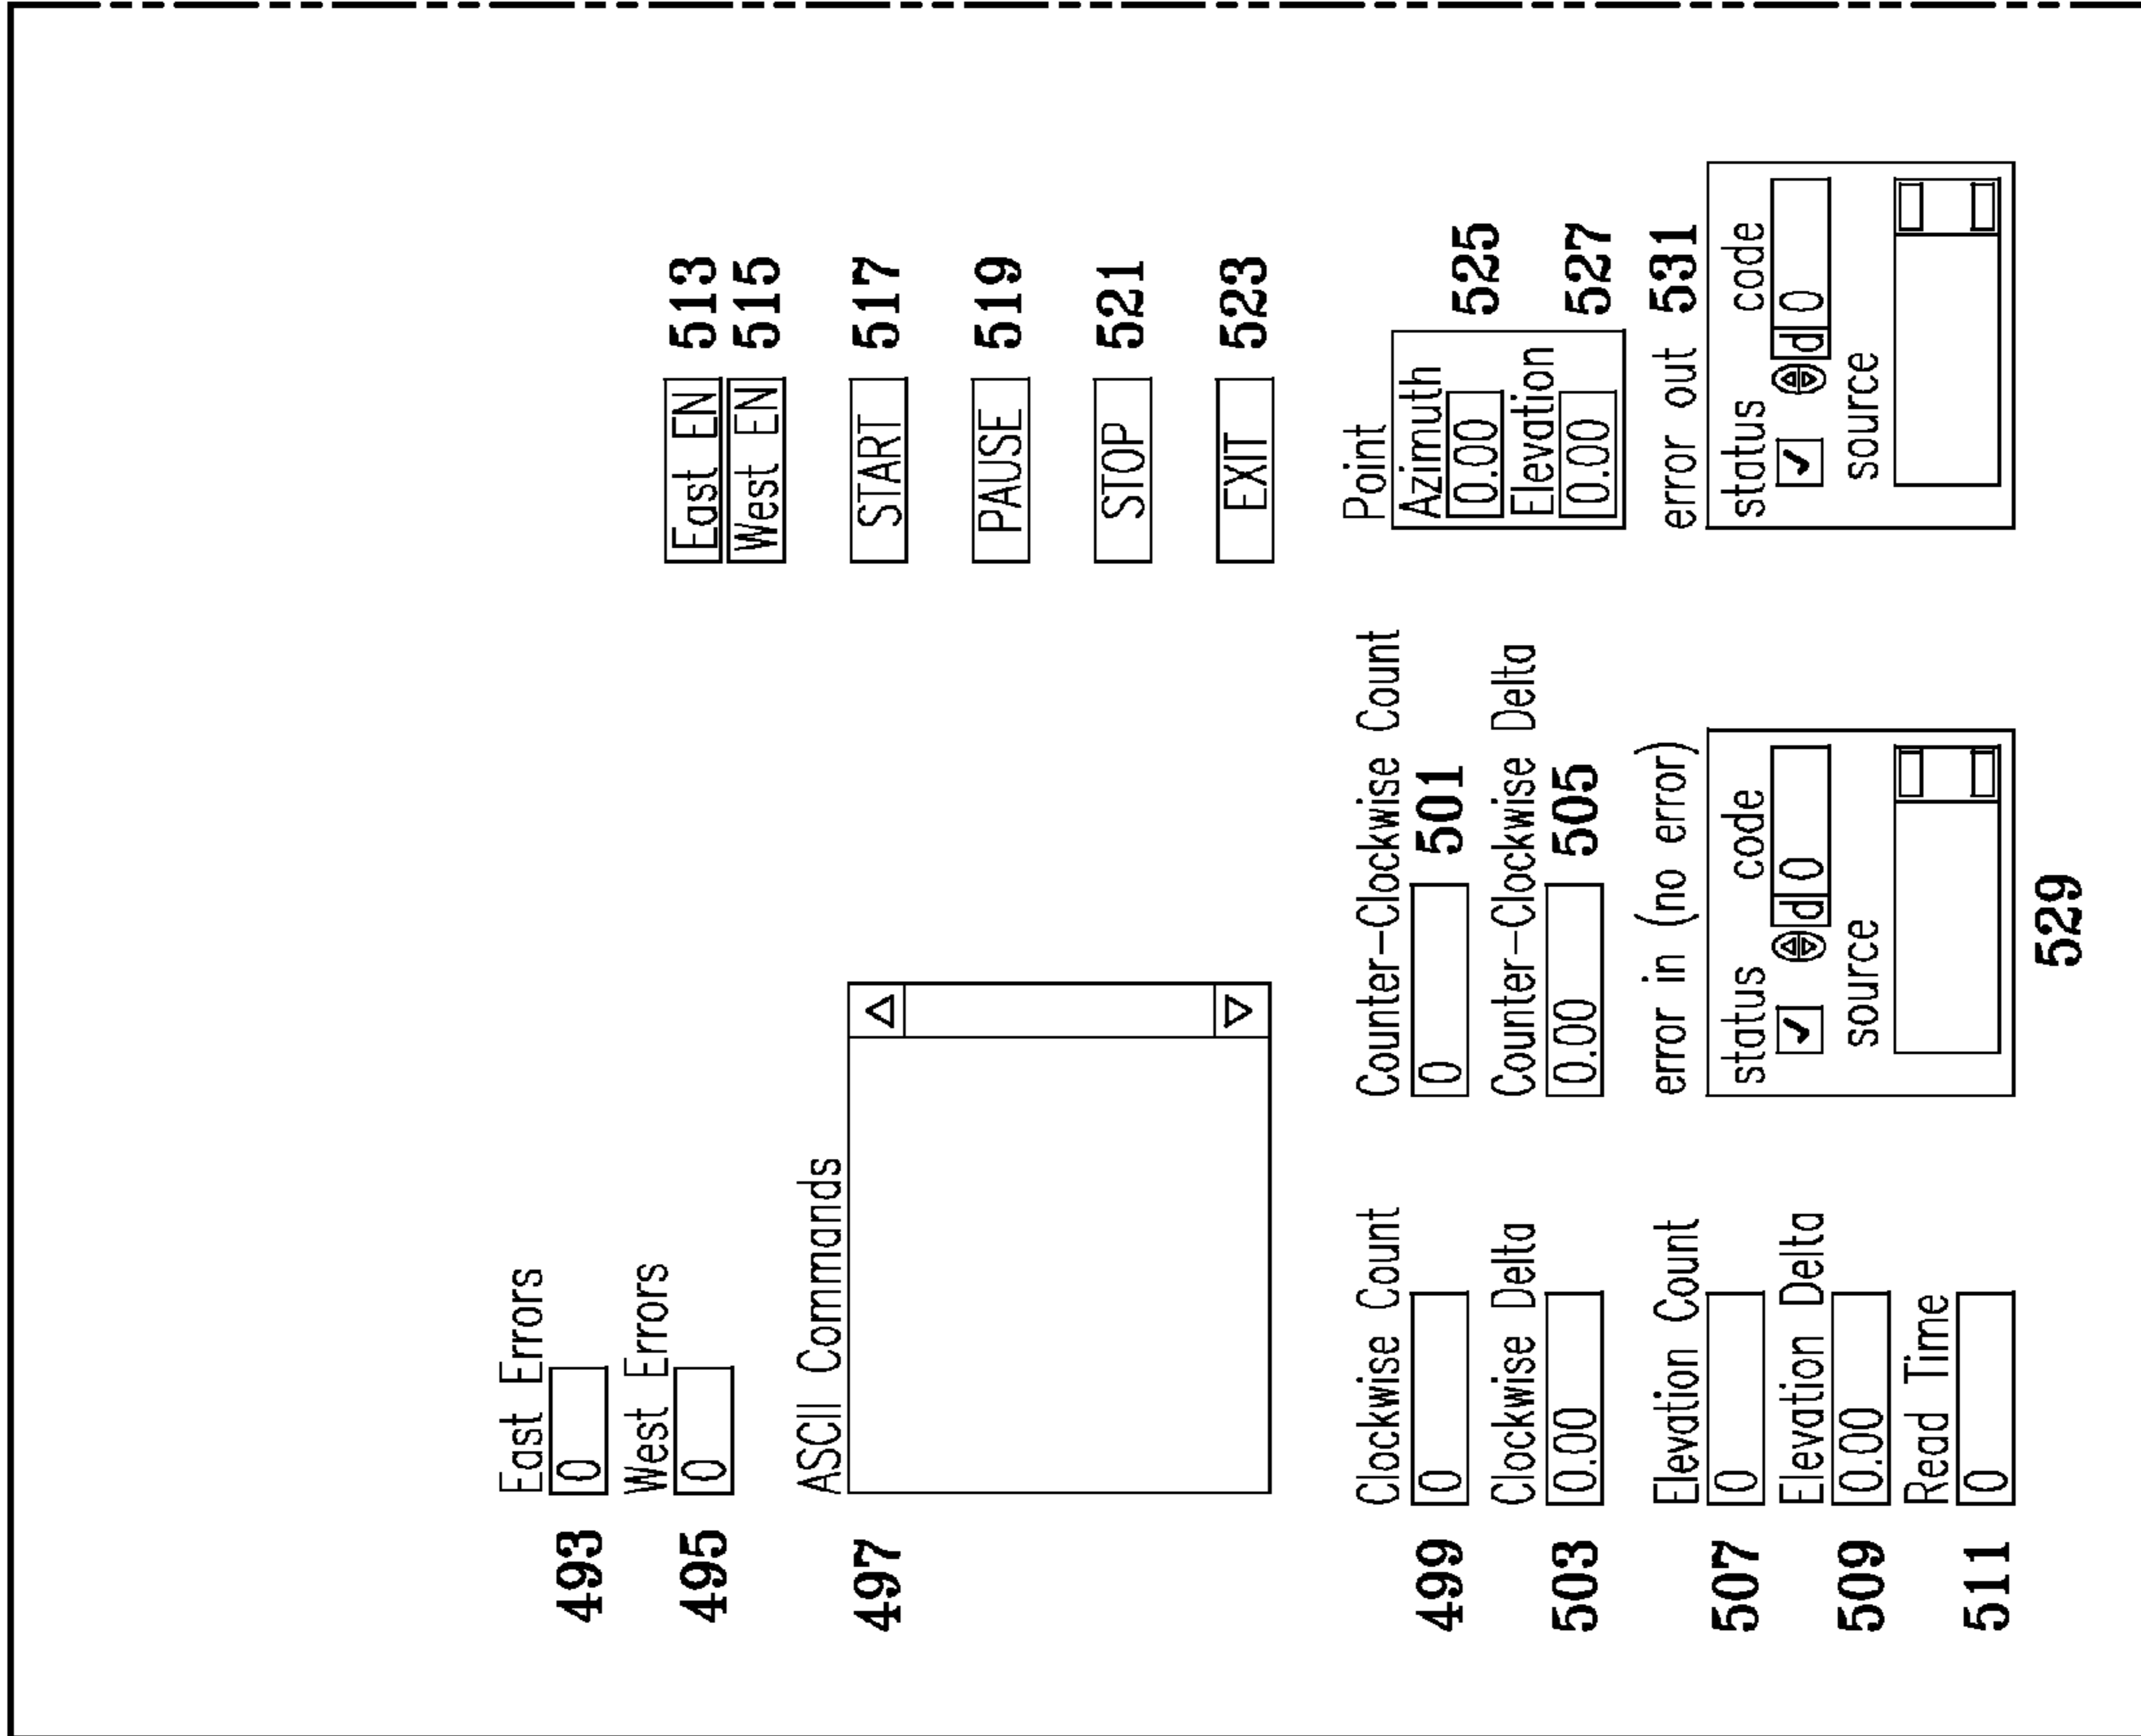 East Errors
493 0
West Errors
495 0
East EN 513
West EN 515
ASCII Commands
497
START 517
PAUSE 519
STOP 521
EXIT 523
Clockwise Count
499 0
Counter-Clockwise Count
0 501
Clockwise Delta
503 0.00
Counter-Clockwise Delta
0.00 505
Point
Azimuth
0.00 525
Elevation
0.00 527
Elevation Count
507 0
Elevation Delta
509 0.00
Read Time
511 0
error in (no error)
status code
d 0
source
529
error out 531
status code
d 0
source